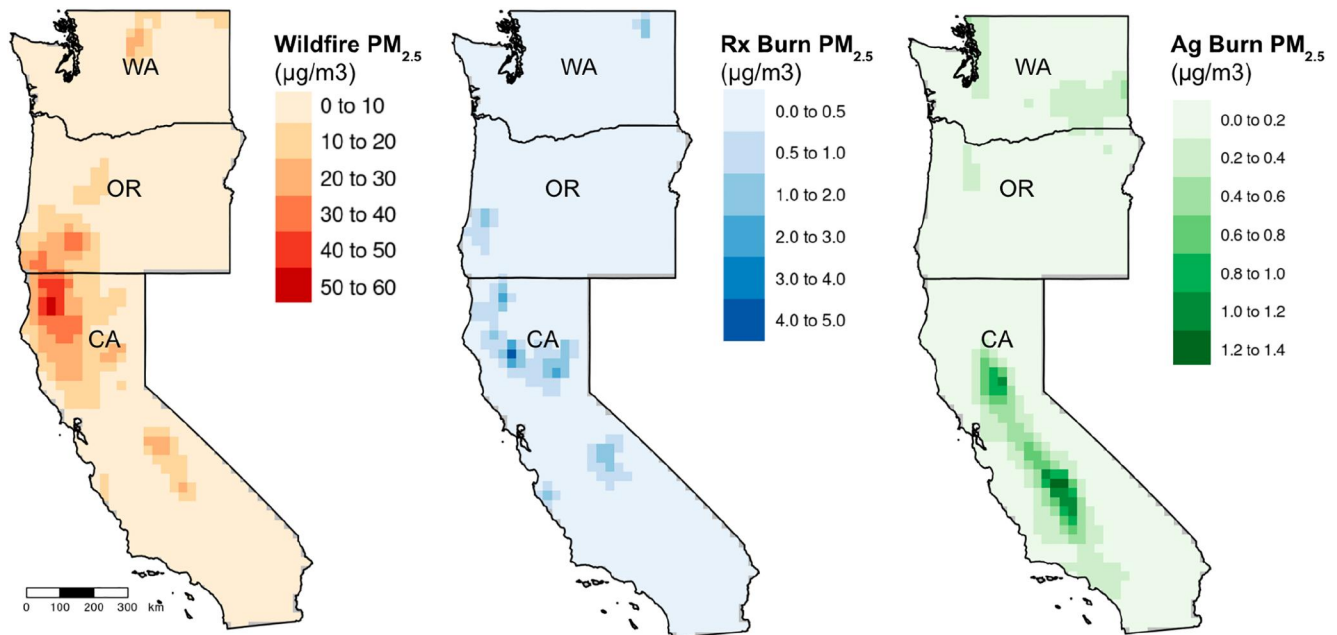 Wildfire PM2.5
(µg/m3)
0 to 10
10 to 20
20 to 30
30 to 40
40 to 50
50 to 60
WA
OR
CA
0 100 200 300 km
Rx Burn PM2.5
(µg/m3)
0.0 to 0.5
0.5 to 1.0
1.0 to 2.0
2.0 to 3.0
3.0 to 4.0
4.0 to 5.0
WA
OR
CA
Ag Burn PM2.5
(µg/m3)
0.0 to 0.2
0.2 to 0.4
0.4 to 0.6
0.6 to 0.8
0.8 to 1.0
1.0 to 1.2
1.2 to 1.4
WA
OR
CA